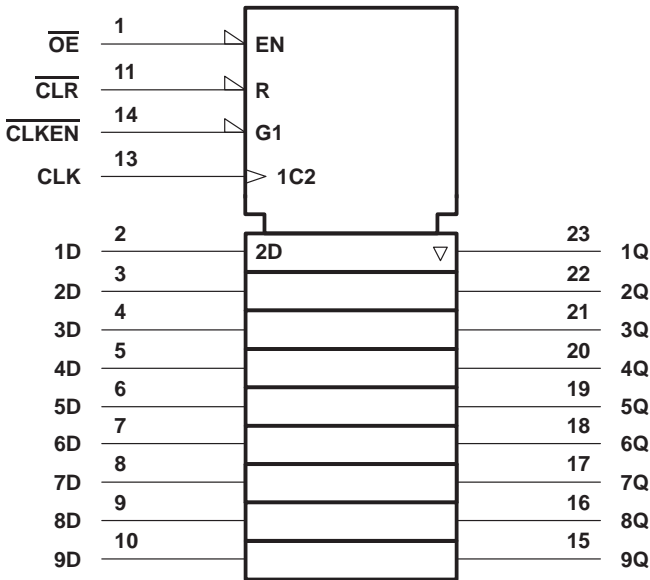 OE 1 EN
CLR 11 R
CLKEN 14 G1
CLK 13 1C2
1D 2 2D 23 1Q
2D 3 22 2Q
3D 4 21 3Q
4D 5 20 4Q
5D 6 19 5Q
6D 7 18 6Q
7D 8 17 7Q
8D 9 16 8Q
9D 10 15 9Q